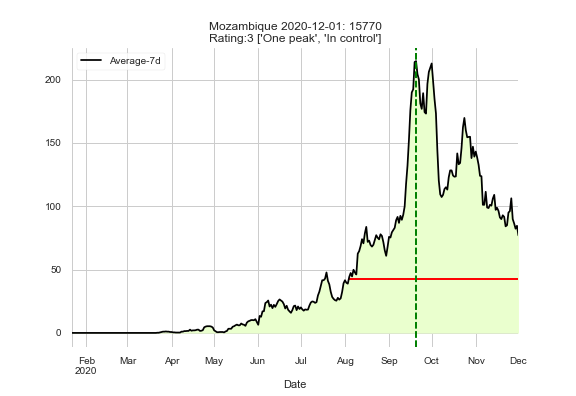 Mozambique 2020-12-01: 15770
Rating:3 ['One peak', 'In control']
Average-7d
200
150
100
50
0
Feb Mar Apr May Jun Jul Aug Sep Oct Nov Dec
2020
Date